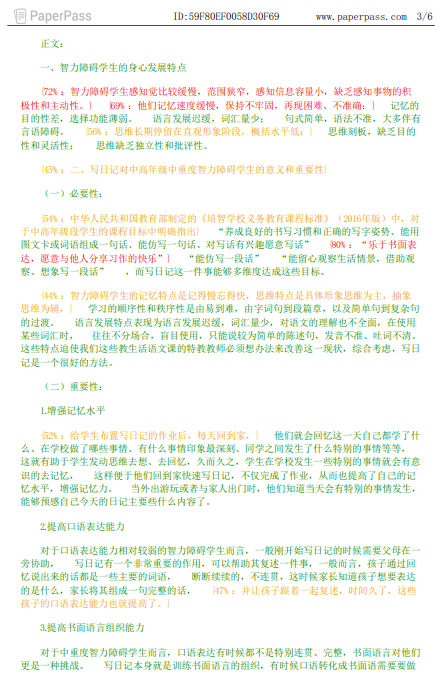 PaperPass
ID:59F80EF0058D30F69
www.paperpass.com 3/6
正文：
一、智力障碍学生的身心发展特点
{72%：智力障碍学生感知觉比较缓慢，范围狭窄，感知信息容量小，缺乏感知事物的积
极性和主动性。} {69%：他们记忆速度缓慢，保持不牢固，再现困难、不准确；} 记忆的
目的性差，选择功能薄弱。 语言发展迟缓，词汇量少； 句式简单，语法不准，大多伴有
言语障碍。 {56%：思维长期停留在直观形象阶段，概括水平低；} 思维刻板，缺乏目的
性和灵活性； 思维缺乏独立性和批评性。
{45%：二、写日记对中高年级中重度智力障碍学生的意义和重要性}
（一）必要性：
{54%：中华人民共和国教育部制定的《培智学校义务教育课程标准》（2016年版）中，对
于中高年级段学生的课程目标中明确指出} “养成良好的书写习惯和正确的写字姿势、能用
图文卡或词语组成一句话、能仿写一句话、对写话有兴趣愿意写话” {80%：“乐于书面表
达，愿意与他人分享习作的快乐”} “能仿写一段话” “能留心观察生活情景，借助观
察、想象写一段话” ，而写日记这一件事能够多维度达成这些目标。
{44%：智力障碍学生的记忆特点是记得慢忘得快，思维特点是具体形象思维为主，抽象
思维为辅，} 学习的顺序性和秩序性是由易到难，由字词句到段篇章，以及简单句到复杂句
的过渡。 语言发展特点表现为语言发展迟缓，词汇量少，对语文的理解也不全面，在使用
某些词汇时， 往往不分场合，盲目使用，只能说较为简单的陈述句，发音不准、吐词不清。
这些特点迫使我们这些教生活语文课的特教教师必须想办法来改善这一现状，综合考虑，写日
记是一个很好的方法。
（二）重要性：
1.增强记忆水平
{52%：给学生布置写日记的作业后，每天回到家，} 他们就会回忆这一天自己都学了什
么、在学校做了哪些事情、有什么事情印象最深刻、同学之间发生了什么特别的事情等等，
这就有助于学生发动思维去想、去回忆，久而久之，学生在学校发生一些特别的事情就会有意
识的去记忆， 这样便于他们回到家快速写日记，不仅完成了作业，从而也提高了自己的记
忆水平，增强记忆力。 当外出游玩或者与家人出门时，他们知道当天会有特别的事情发生，
能够预感自己今天的日记主要些什么内容了。
2.提高口语表达能力
对于口语表达能力相对较弱的智力障碍学生而言，一般刚开始写日记的时候需要父母在一
旁协助， 写日记有一个非常重要的作用，可以帮助其复述一件事，一般而言，孩子通过回
忆说出来的话都是一些主要的词语， 断断续续的，不连贯，这时候家长知道孩子想要表达
的是什么，家长将其组成一句完整的话， {47%：并让孩子跟着一起复述，时间久了，这些
孩子的口语表达能力也就提高了。}
3.提高书面语言组织能力
对于中重度智力障碍学生而言，口语表达有时候都不是特别连贯、完整，书面语言对他们
更是一种挑战。 写日记本身就是训练书面语言的组织，有时候口语转化成书面语需要要做